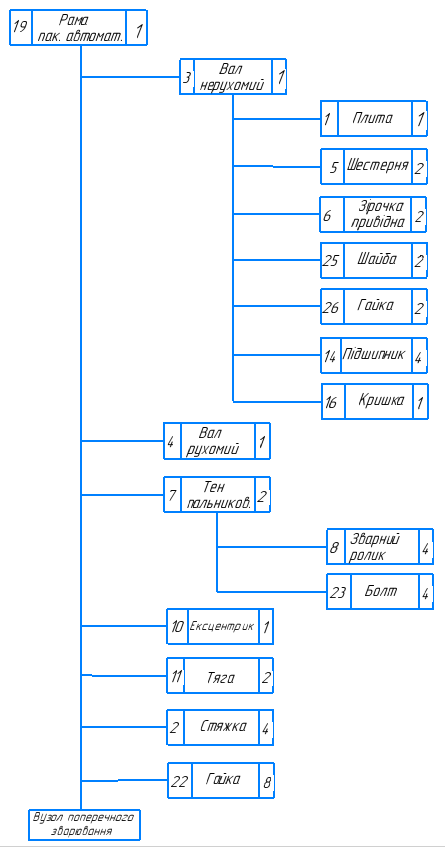 19 Рама пак. автомат. 1
3 Вал нерухомий 1
1 Плита 1
5 Шестерня 2
6 Зірочка привідна 2
25 Шайба 2
26 Гайка 2
14 Підшипник 4
16 Кришка 1
4 Вал рухомий 1
7 Тен пальников. 2
8 Зварний ролик 4
23 Болт 4
10 Ексцентрик 1
11 Тяга 2
2 Стяжка 4
22 Гайка 8
Вузол поперечного
зварювання